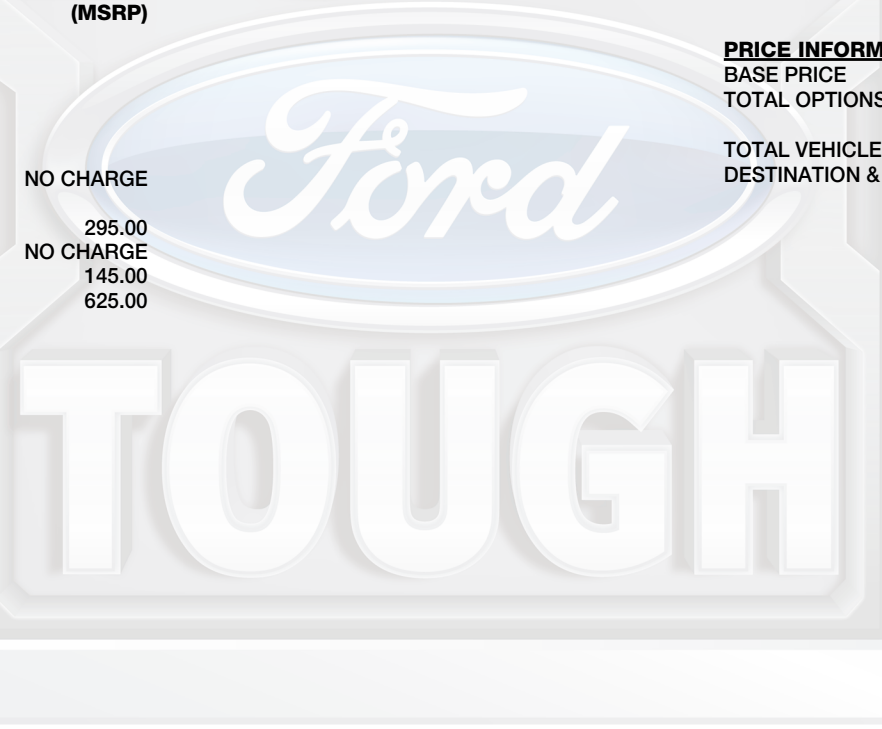 (MSRP)
NO CHARGE
295.00
NO CHARGE
145.00
625.00
Ford
TOUGH
PRICE INFORM
BASE PRICE
TOTAL OPTIONS
TOTAL VEHICLE
DESTINATION &